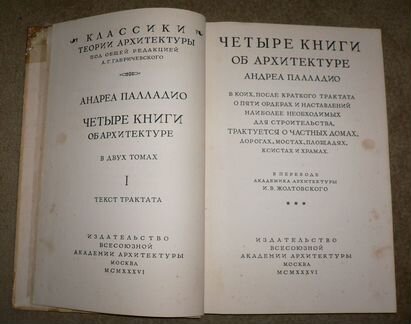 КЛАССИКИ
ТЕОРИИ АРХИТЕКТУРЫ
ПОД ОБЩЕЙ РЕДАКЦИЕЙ
А. Г. ГАБРИЧЕВСКОГО
АНДРЕА ПАЛЛАДИО
ЧЕТЫРЕ КНИГИ
ОБ АРХИТЕКТУРЕ
В ДВУХ ТОМАХ
I
ТЕКСТ ТРАКТАТА
ИЗДАТЕЛЬСТВО
ВСЕСОЮЗНОЙ
АКАДЕМИИ АРХИТЕКТУРЫ
МОСКВА
MCMXXXVI
ЧЕТЫРЕ КНИГИ
ОБ АРХИТЕКТУРЕ
АНДРЕА ПАЛЛАДИО
В КОИХ, ПОСЛЕ КРАТКОГО ТРАКТАТА
О ПЯТИ ОРДЕРАХ И НАСТАВЛЕНИЙ
НАИБОЛЕЕ НЕОБХОДИМЫХ
ДЛЯ СТРОИТЕЛЬСТВА,
ТРАКТУЕТСЯ О ЧАСТНЫХ ДОМАХ,
ДОРОГАХ, МОСТАХ, ПЛОЩАДЯХ,
КСИСТАХ И ХРАМАХ.
В ПЕРЕВОДЕ
АКАДЕМИКА АРХИТЕКТУРЫ
И. В. ЖОЛТОВСКОГО
ИЗДАТЕЛЬСТВО
ВСЕСОЮЗНОЙ
АКАДЕМИИ АРХИТЕКТУРЫ
МОСКВА
MCMXXXVI